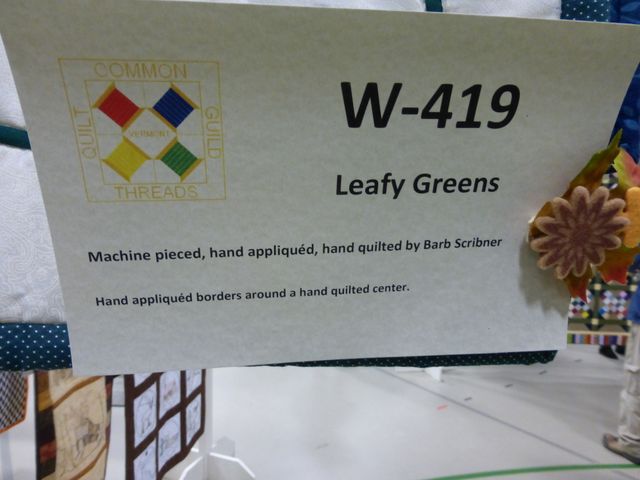 COMMON
QUILT
GUILD
VERMONT
THREADS
W-419
Leafy Greens
Machine pieced, hand appliquéd, hand quilted by Barb Scribner
Hand appliquéd borders around a hand quilted center.